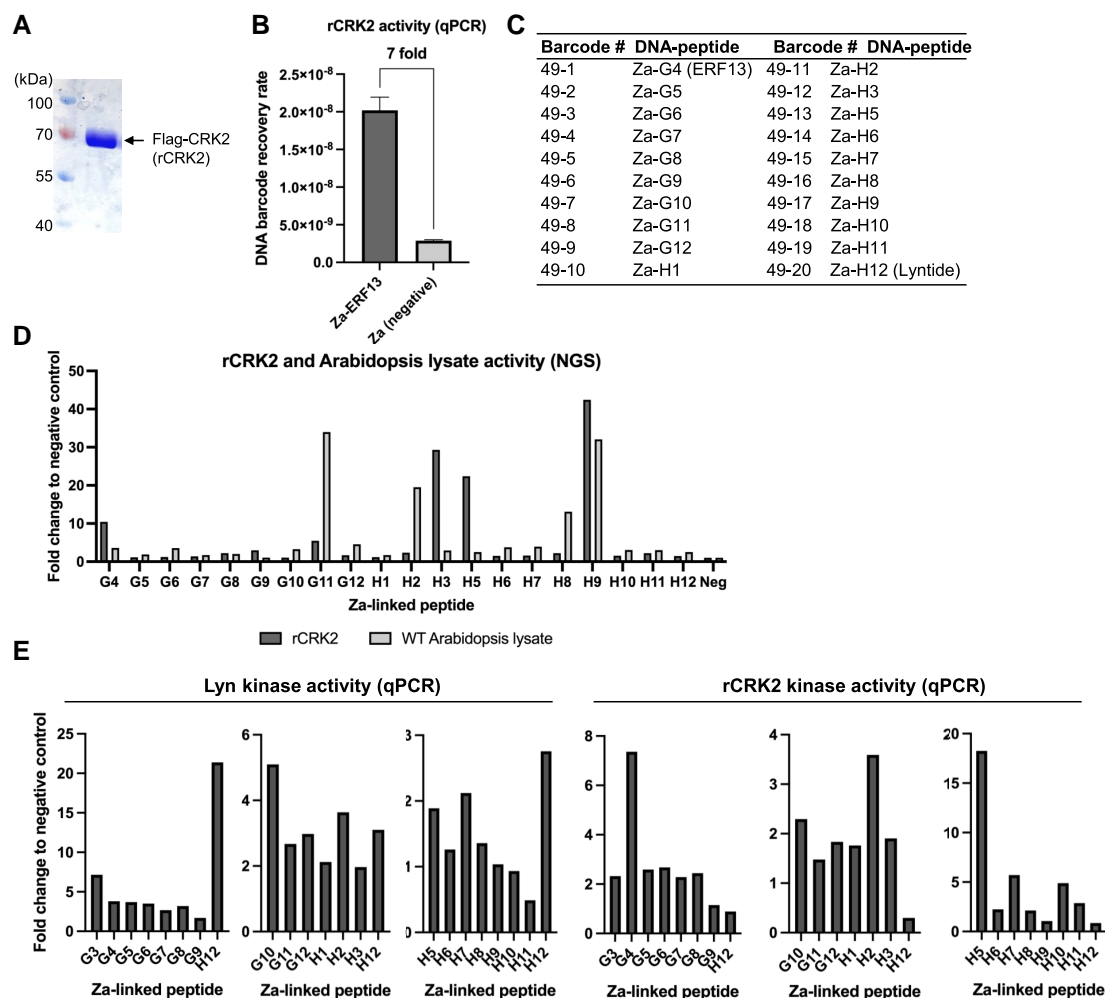 A
(kDa)
100
70
55
40
Flag-CRK2
(rCRK2)
B
rCRK2 activity (qPCR)
7 fold
DNA barcode recovery rate
2.5×10⁻⁸
2.0×10⁻⁸
1.5×10⁻⁸
1.0×10⁻⁸
5.0×10⁻⁹
0.0
Za-ERF13
Za (negative)
C
Barcode # DNA-peptide Barcode # DNA-peptide
49-1 Za-G4 (ERF13) 49-11 Za-H2
49-2 Za-G5 49-12 Za-H3
49-3 Za-G6 49-13 Za-H5
49-4 Za-G7 49-14 Za-H6
49-5 Za-G8 49-15 Za-H7
49-6 Za-G9 49-16 Za-H8
49-7 Za-G10 49-17 Za-H9
49-8 Za-G11 49-18 Za-H10
49-9 Za-G12 49-19 Za-H11
49-10 Za-H1 49-20 Za-H12 (Lyntide)
D
rCRK2 and Arabidopsis lysate activity (NGS)
Fold change to negative control
50
40
30
20
10
0
G4 G5 G6 G7 G8 G9 G10 G11 G12 H1 H2 H3 H5 H6 H7 H8 H9 H10 H11 H12 Neg
Za-linked peptide
rCRK2 WT Arabidopsis lysate
E
Lyn kinase activity (qPCR)
Fold change to negative control
25
20
15
10
5
0
G3 G4 G5 G6 G7 G8 G9 H12
Za-linked peptide
6
4
2
0
G10 G11 G12 H1 H2 H3 H12
Za-linked peptide
3
2
1
0
H5 H6 H7 H8 H9 H10 H11 H12
Za-linked peptide
rCRK2 kinase activity (qPCR)
8
6
4
2
0
G3 G4 G5 G6 G7 G8 G9 H12
Za-linked peptide
4
3
2
1
0
G10 G11 G12 H1 H2 H3 H12
Za-linked peptide
20
15
10
5
0
H5 H6 H7 H8 H9 H10 H11 H12
Za-linked peptide